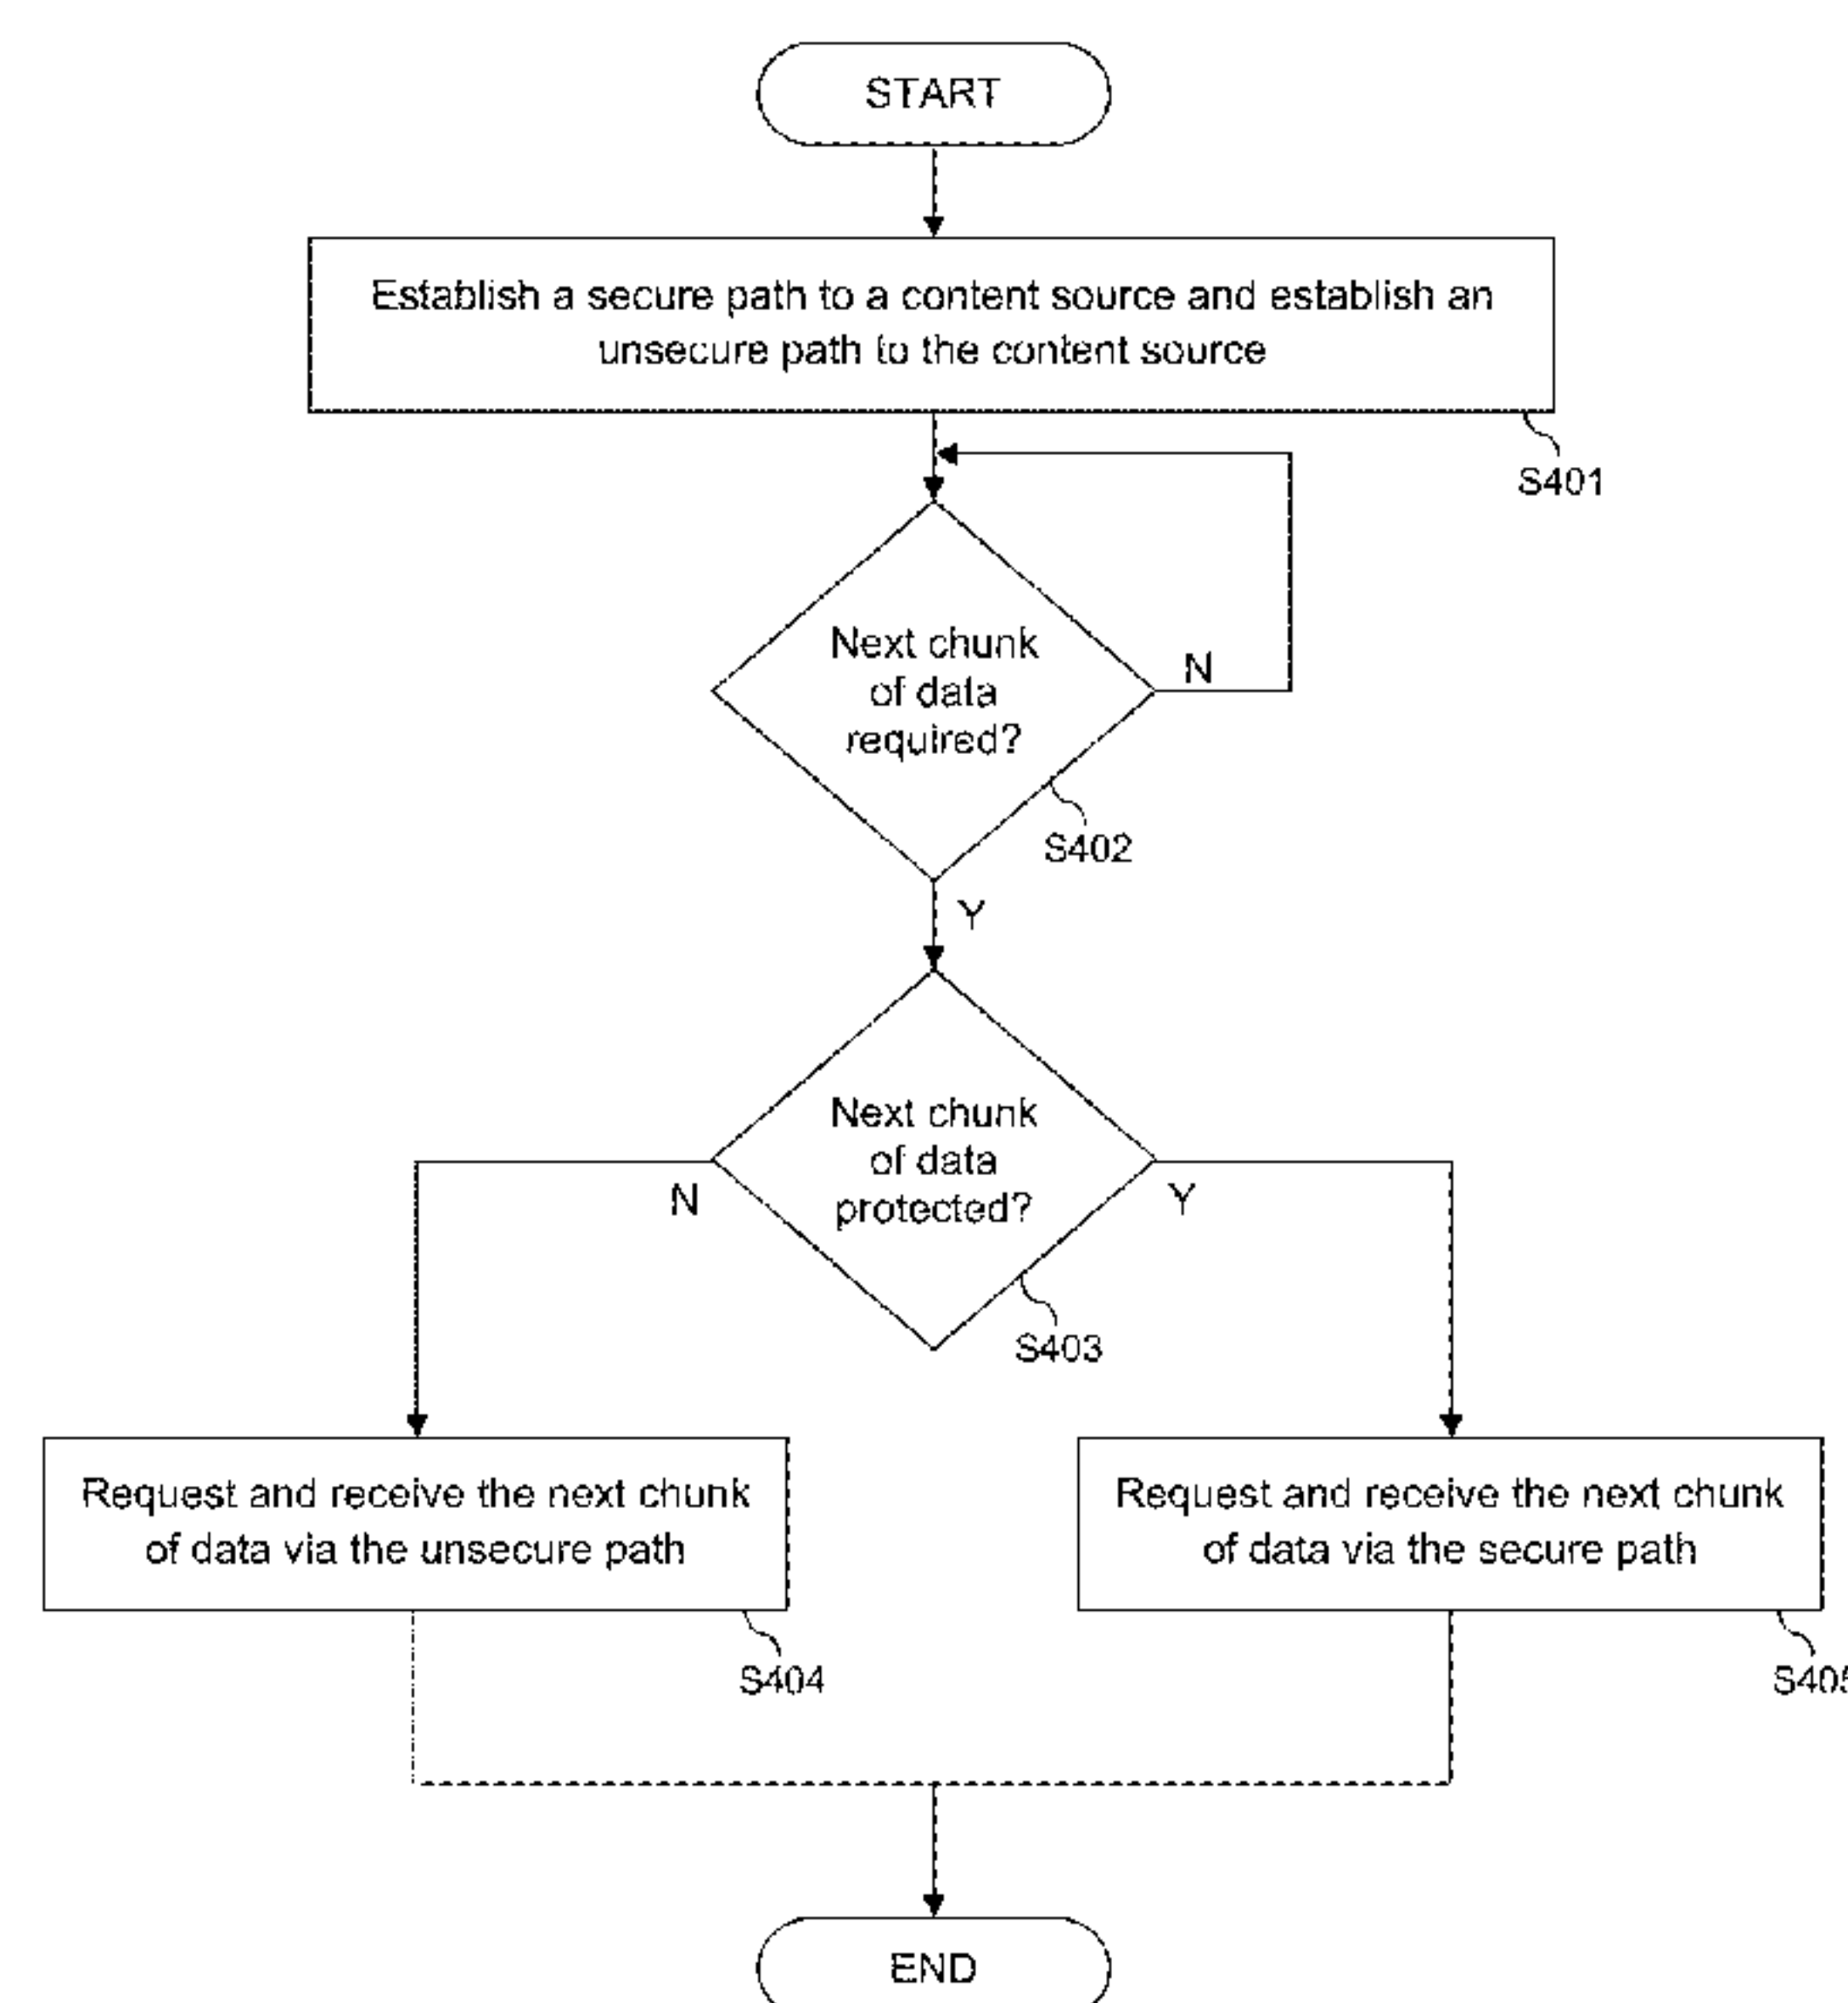 START
Establish a secure path to a content source and establish an
unsecure path to the content source
S401
Next chunk
of data
required?
N
S402
Y
Next chunk
of data
protected?
N
Y
S403
Request and receive the next chunk
of data via the unsecure path
S404
Request and receive the next chunk
of data via the secure path
S405
END